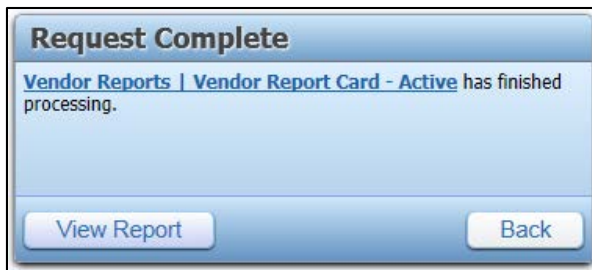 Request Complete
Vendor Reports | Vendor Report Card - Active has finished
processing.
View Report
Back